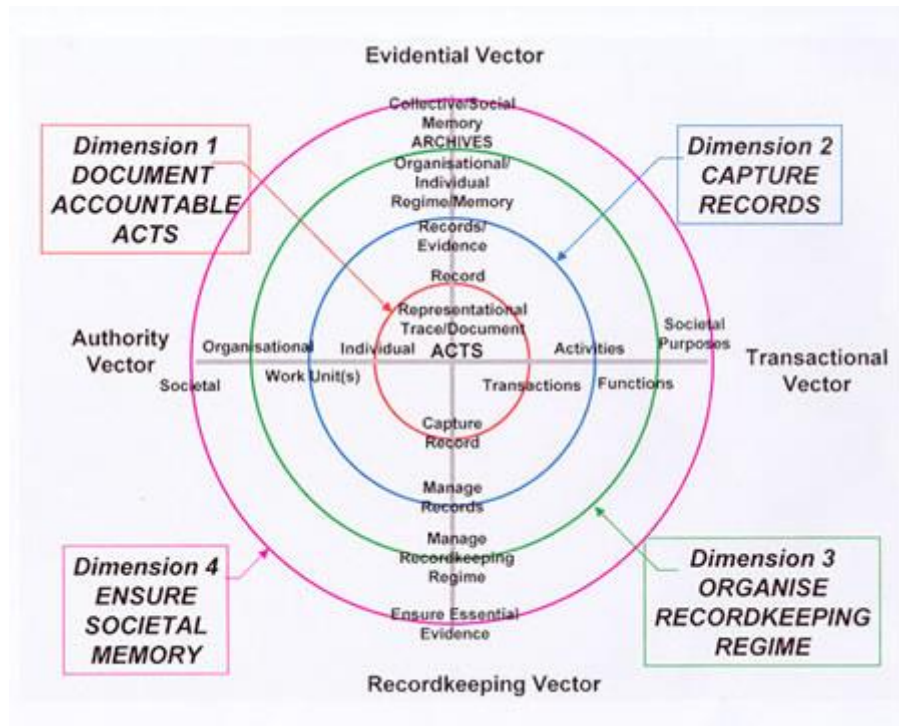 Evidential Vector
Collective/Social
Memory
ARCHIVES
Dimension 1
DOCUMENT
ACCOUNTABLE
ACTS
Organisational/
Individual
Regime/Memory
Dimension 2
CAPTURE
RECORDS
Records/
Evidence
Record
Representational
Trace/Document
ACTS
Authority
Vector
Organisational
Individual
Societal
Work Unit(s)
Activities
Societal
Purposes
Transactions
Functions
Transactional
Vector
Capture
Record
Manage
Records
Manage
Recordkeeping
Regime
Ensure Essential
Evidence
Dimension 4
ENSURE
SOCIETAL
MEMORY
Dimension 3
ORGANISE
RECORDKEEPING
REGIME
Recordkeeping Vector